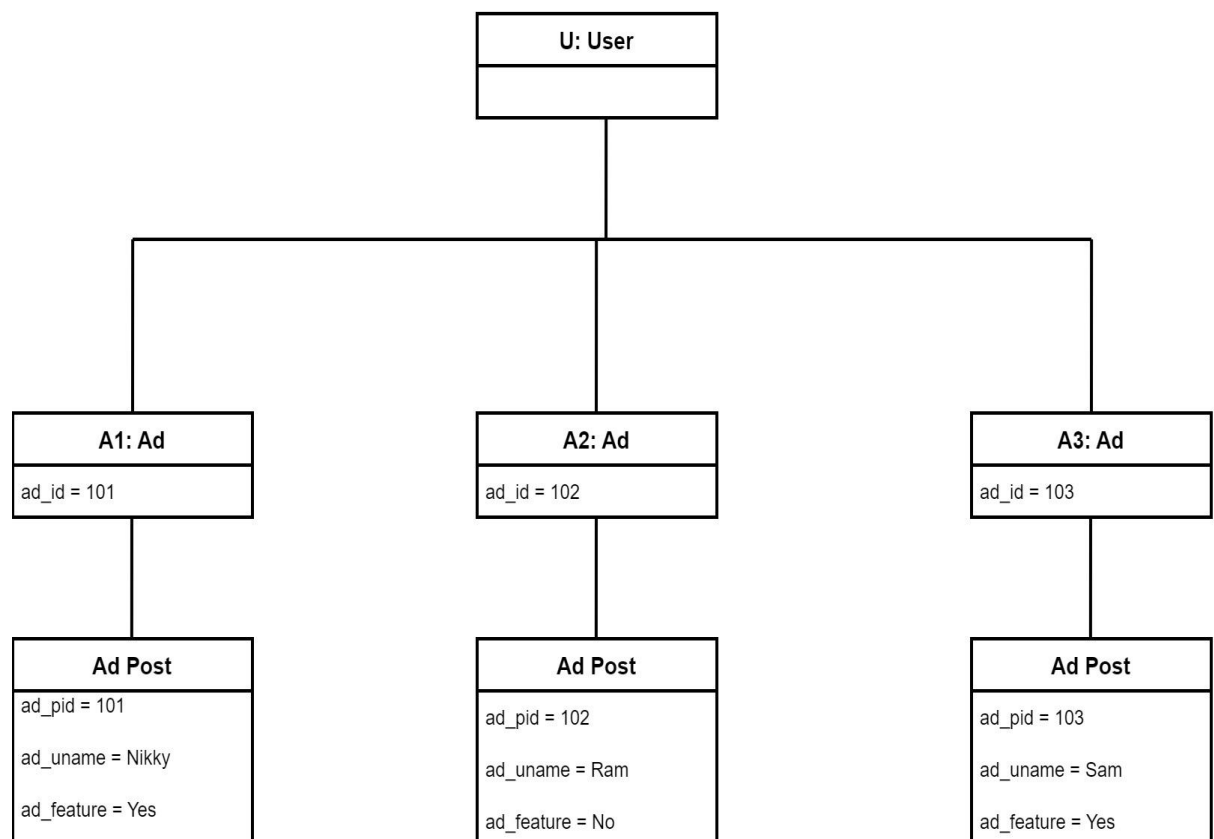 U: User
A1: Ad
ad_id = 101
A2: Ad
ad_id = 102
A3: Ad
ad_id = 103
Ad Post
ad_pid = 101
ad_uname = Nikky
ad_feature = Yes
Ad Post
ad_pid = 102
ad_uname = Ram
ad_feature = No
Ad Post
ad_pid = 103
ad_uname = Sam
ad_feature = Yes